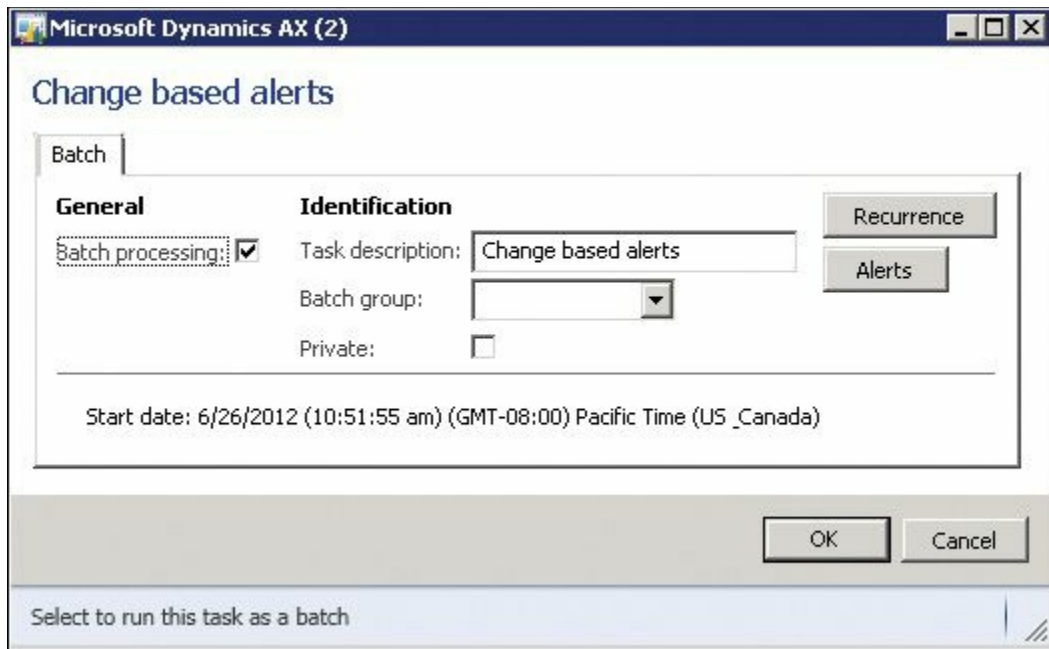 Microsoft Dynamics AX (2)
Change based alerts
Batch
General
Batch processing:
Identification
Task description: Change based alerts
Batch group:
Private:
Recurrence
Alerts
Start date: 6/26/2012 (10:51:55 am) (GMT-08:00) Pacific Time (US _Canada)
OK
Cancel
Select to run this task as a batch